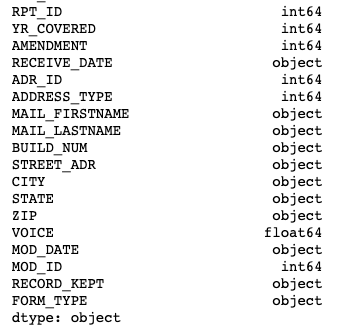 RPT_ID int64
YR_COVERED int64
AMENDMENT int64
RECEIVE_DATE object
ADR_ID int64
ADDRESS_TYPE int64
MAIL_FIRSTNAME object
MAIL_LASTNAME object
BUILD_NUM object
STREET_ADR object
CITY object
STATE object
ZIP object
VOICE float64
MOD_DATE object
MOD_ID int64
RECORD_KEPT object
FORM_TYPE object
dtype: object